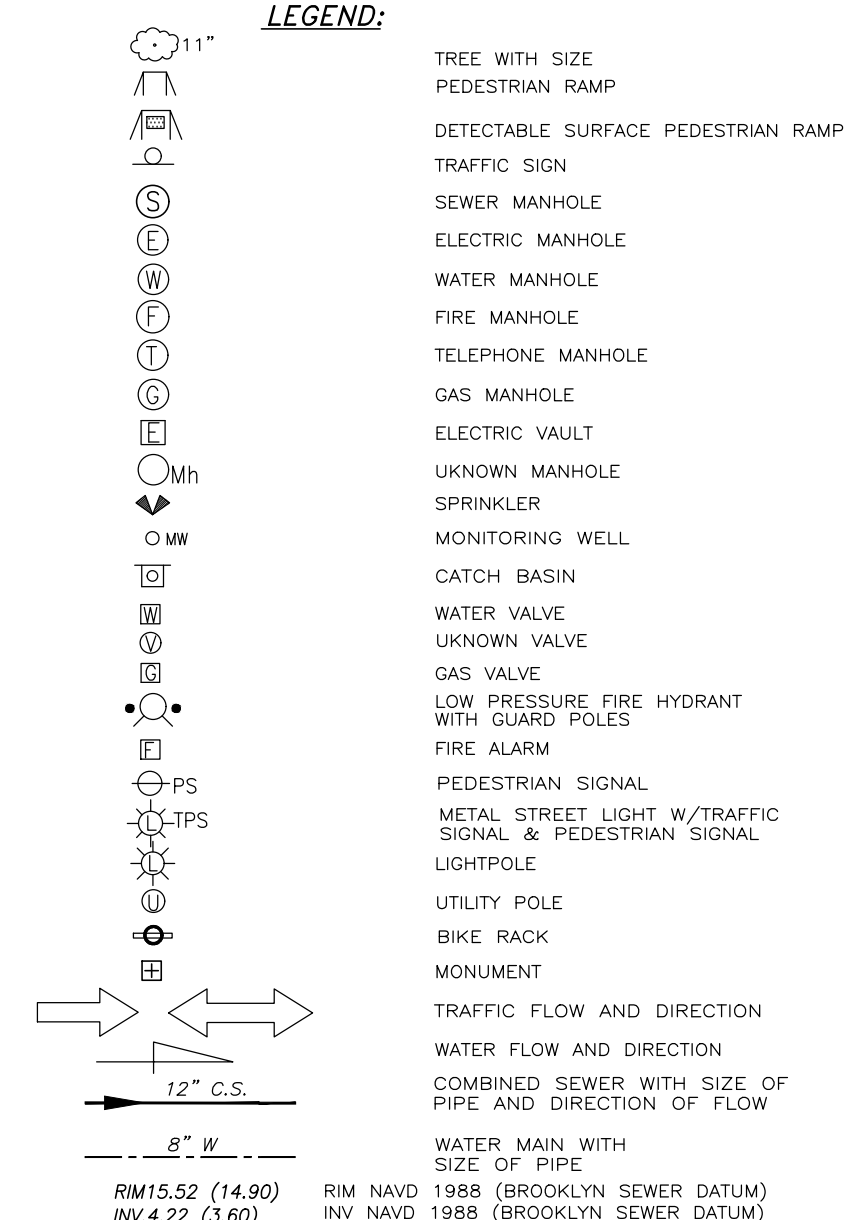 LEGEND:
11" TREE WITH SIZE
PEDESTRIAN RAMP
DETECTABLE SURFACE PEDESTRIAN RAMP
TRAFFIC SIGN
S SEWER MANHOLE
E ELECTRIC MANHOLE
W WATER MANHOLE
F FIRE MANHOLE
T TELEPHONE MANHOLE
G GAS MANHOLE
E ELECTRIC VAULT
Mh UKNOWN MANHOLE
SPRINKLER
MW MONITORING WELL
CATCH BASIN
W WATER VALVE
V UKNOWN VALVE
G GAS VALVE
LOW PRESSURE FIRE HYDRANT
WITH GUARD POLES
F FIRE ALARM
PS PEDESTRIAN SIGNAL
L TPS METAL STREET LIGHT W/TRAFFIC
SIGNAL & PEDESTRIAN SIGNAL
L LIGHTPOLE
U UTILITY POLE
BIKE RACK
MONUMENT
TRAFFIC FLOW AND DIRECTION
WATER FLOW AND DIRECTION
12" C.S. COMBINED SEWER WITH SIZE OF
PIPE AND DIRECTION OF FLOW
8" W WATER MAIN WITH
SIZE OF PIPE
RIM15.52 (14.90) RIM NAVD 1988 (BROOKLYN SEWER DATUM)
INV 4.22 (3.60) INV NAVD 1988 (BROOKLYN SEWER DATUM)